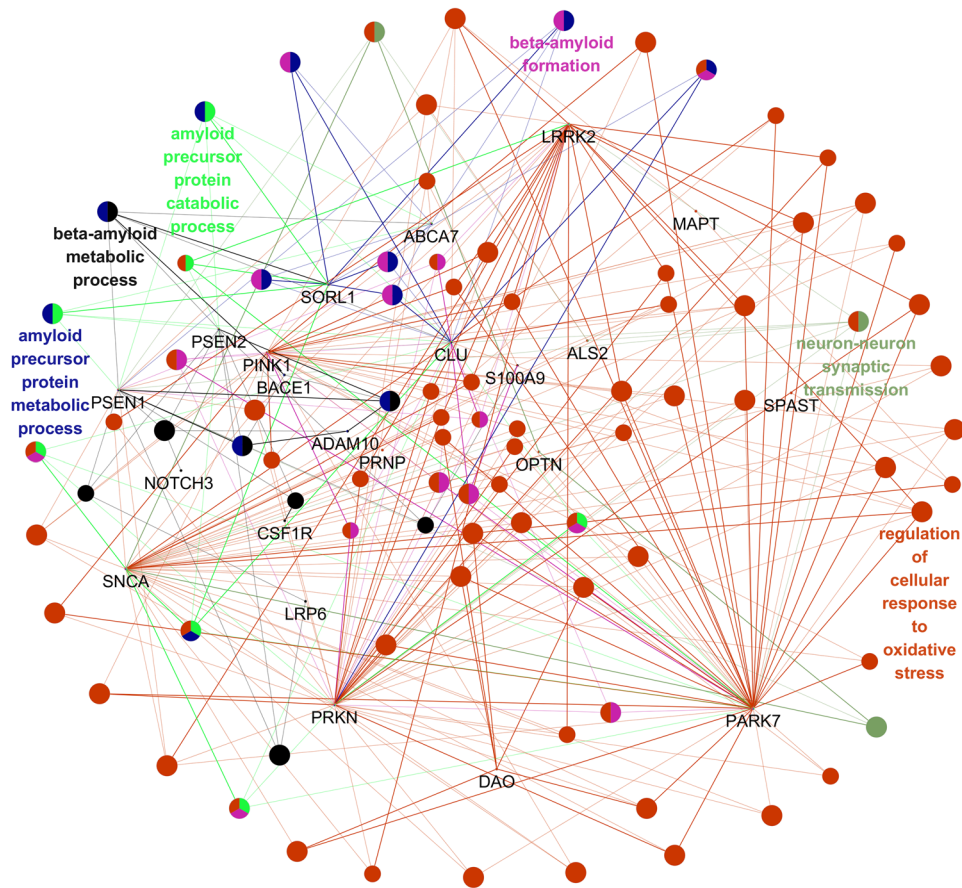 beta-amyloid
formation
LRRK2
amyloid
precursor
protein
catabolic
process
MAPT
beta-amyloid
metabolic
process
ABCA7
SORL1
amyloid
precursor
protein
metabolic
process
PSEN2
PINK1
BACE1
CLU
ALS2
S100A9
neuron-neuron
synaptic
transmission
PSEN1
SPAST
ADAM10
PRNP
OPTN
NOTCH3
CSF1R
regulation
of
cellular
response
to
oxidative
stress
SNCA
LRP6
PRKN
PARK7
DAO